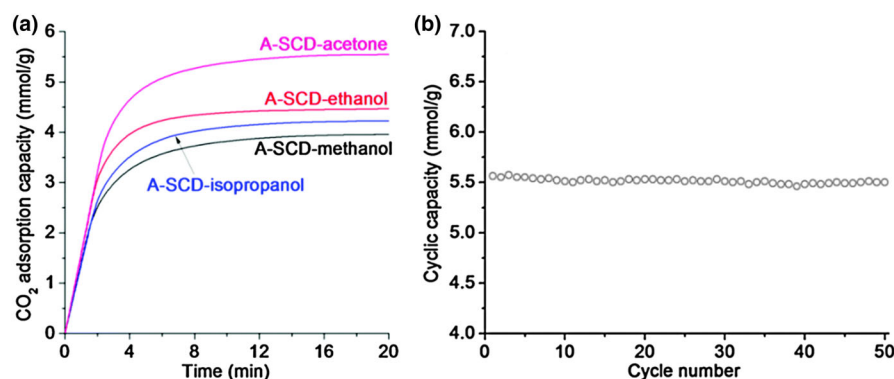 (a)
CO2 adsorption capacity (mmol/g)
6
5
4
3
2
1
0
A-SCD-acetone
A-SCD-ethanol
A-SCD-methanol
A-SCD-isopropanol
0 4 8 12 16 20
Time (min)
(b)
Cyclic capacity (mmol/g)
7.0
6.5
6.0
5.5
5.0
4.5
4.0
0 10 20 30 40 50
Cycle number